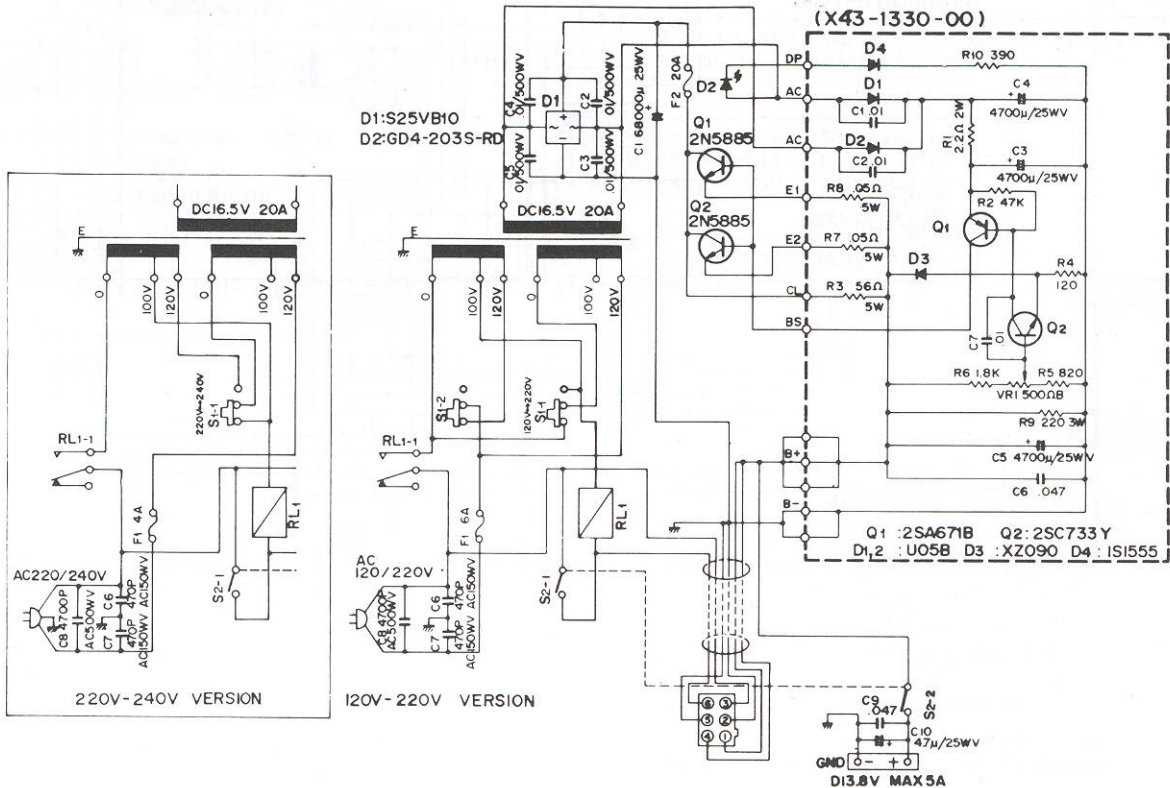 (X43-1330-00)
D1:S25VB10
D2:GD4-203S-RD
C4 .01/500WV
D1
C2 .01/500WV
C5 .01/500WV
C3 .01/500WV
C1 68000μ 25WV
F2 20A
D2
Q1
2N5885
Q2
2N5885
DP
AC
AC
E1
E2
CL
BS
B+
B-
D4
R10 390
D1
C1 .01
C4
4700μ/25WV
D2
C2 .01
R1
2.2Ω 2W
C3
4700μ/25WV
R2 47K
Q1
R8 .05Ω
5W
R7 .05Ω
5W
R3 56Ω
5W
D3
R4
120
Q2
C7
.01
R6 1.8K
R5 820
VR1 500ΩB
R9 220 3W
C5 4700μ/25WV
C6 .047
Q1 :2SA671B Q2:2SC733Y
D1,2 :U05B D3 :XZ090 D4 :ISI555
DC16.5V 20A
E
0
100V
120V
0
100V
120V
220V↔240V
S1-1
RL1-1
F1 4A
RL1
S2-1
AC220/240V
C8 4700P
AC500WV
C6
470P
AC150WV
C7
470P
AC150WV
220V-240V VERSION
DC16.5V 20A
E
0
100V
120V
0
100V
120V
S1-2
120V↔220V
S1-1
RL1-1
F1 6A
RL1
S2-1
AC
120/220V
C8 4700P
AC500WV
C6
470P
AC150WV
C7
470P
AC150WV
120V-220V VERSION
6 3
5 2
4 1
S2-2
C9
.047
C10
47μ/25WV
GND - +
D13.8V MAX5A